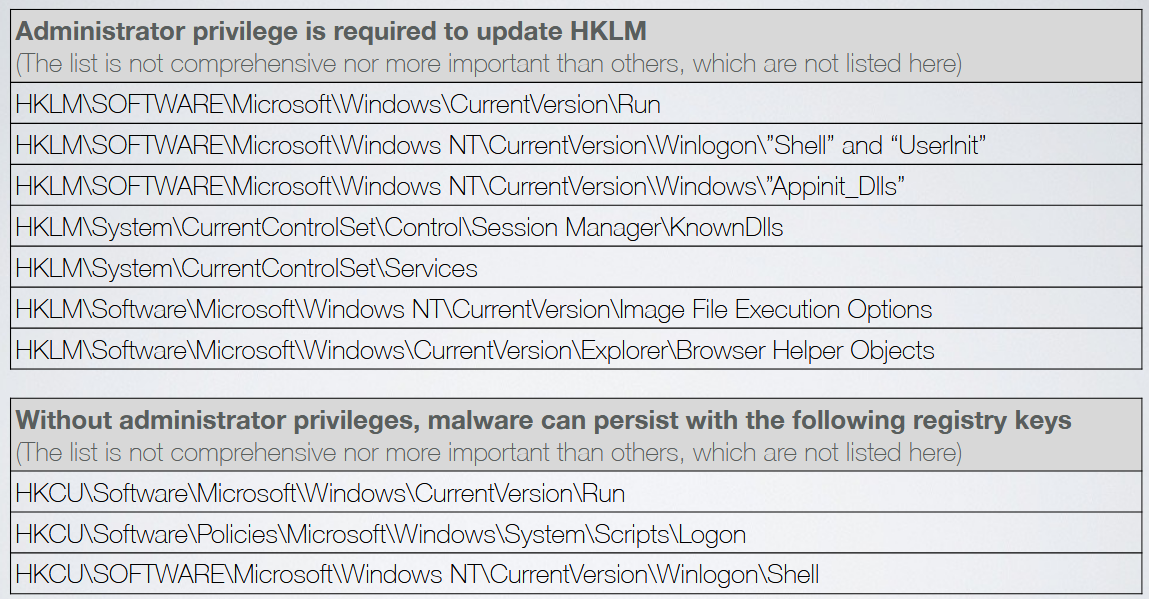 Administrator privilege is required to update HKLM
(The list is not comprehensive nor more important than others, which are not listed here)
HKLM\SOFTWARE\Microsoft\Windows\CurrentVersion\Run
HKLM\SOFTWARE\Microsoft\Windows NT\CurrentVersion\Winlogon\”Shell” and “UserInit”
HKLM\SOFTWARE\Microsoft\Windows NT\CurrentVersion\Windows\”Appinit_Dlls”
HKLM\System\CurrentControlSet\Control\Session Manager\KnownDlls
HKLM\System\CurrentControlSet\Services
HKLM\Software\Microsoft\Windows NT\CurrentVersion\Image File Execution Options
HKLM\Software\Microsoft\Windows\CurrentVersion\Explorer\Browser Helper Objects
Without administrator privileges, malware can persist with the following registry keys
(The list is not comprehensive nor more important than others, which are not listed here)
HKCU\Software\Microsoft\Windows\CurrentVersion\Run
HKCU\Software\Policies\Microsoft\Windows\System\Scripts\Logon
HKCU\SOFTWARE\Microsoft\Windows NT\CurrentVersion\Winlogon\Shell